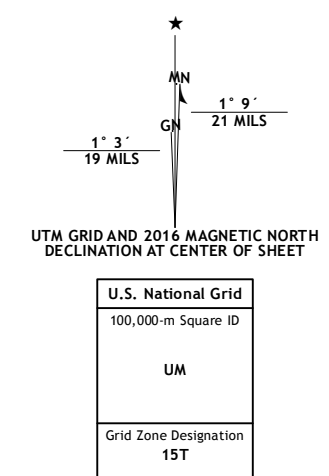 ★
MN
1° 9´
21 MILS
GN
1° 3´
19 MILS
UTM GRID AND 2016 MAGNETIC NORTH
DECLINATION AT CENTER OF SHEET
U.S. National Grid
100,000-m Square ID
UM
Grid Zone Designation
15T